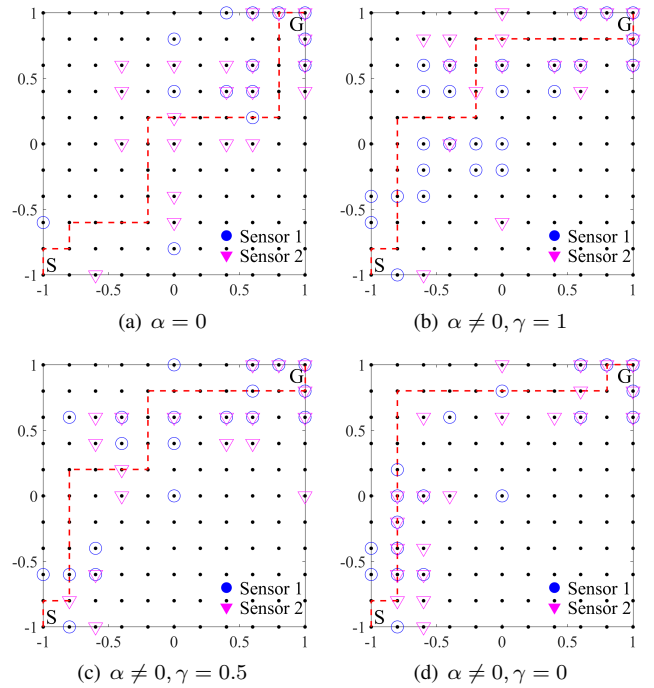 1
G
0.5
0
-0.5
Sensor 1
Sensor 2
S
-1
-1 -0.5 0 0.5 1
(a) α = 0
1
G
0.5
0
-0.5
Sensor 1
Sensor 2
S
-1
-1 -0.5 0 0.5 1
(b) α ≠ 0, γ = 1
1
G
0.5
0
-0.5
Sensor 1
Sensor 2
S
-1
-1 -0.5 0 0.5 1
(c) α ≠ 0, γ = 0.5
1
G
0.5
0
-0.5
Sensor 1
Sensor 2
S
-1
-1 -0.5 0 0.5 1
(d) α ≠ 0, γ = 0